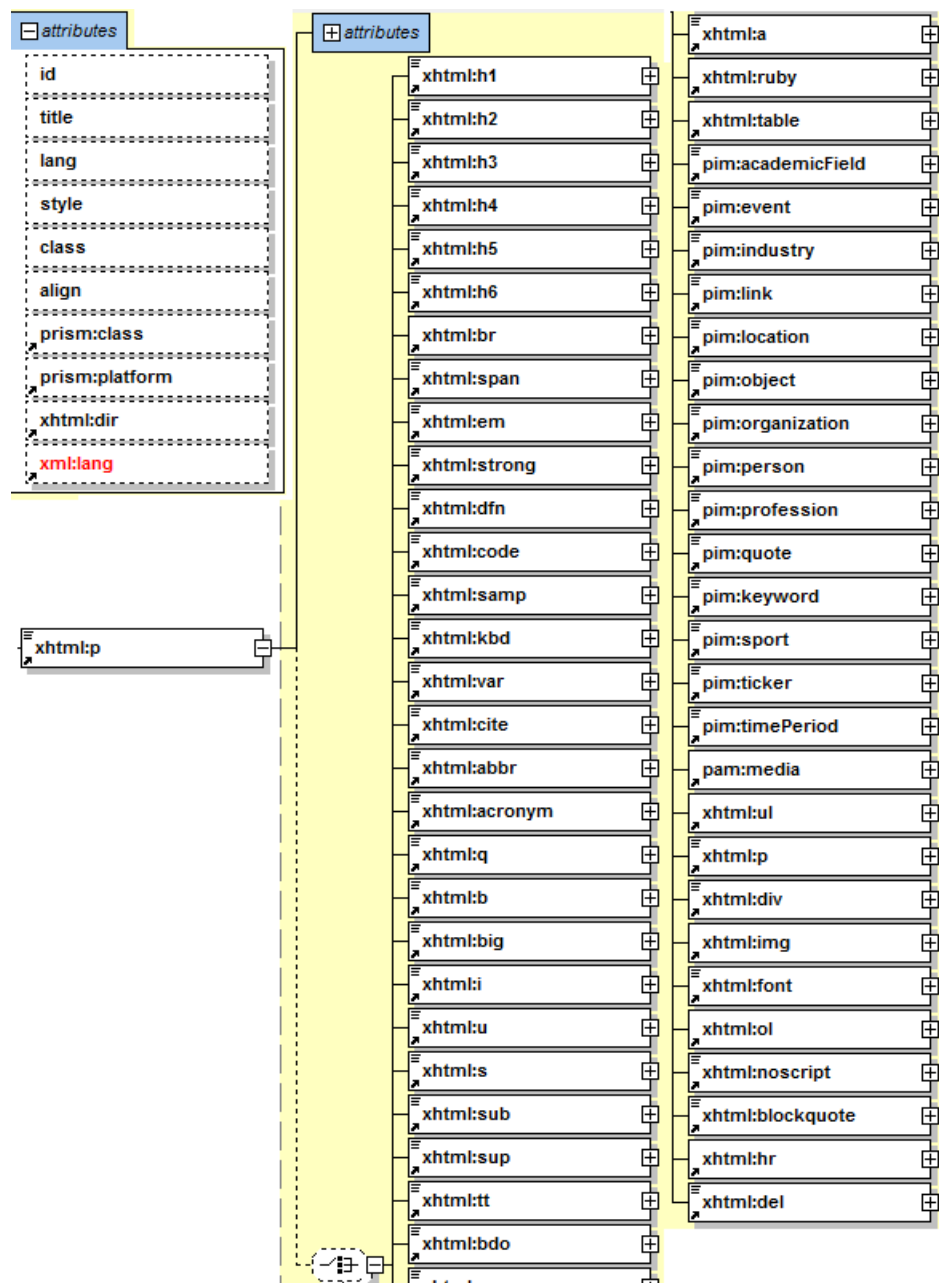 attributes
id
title
lang
style
class
align
prism:class
prism:platform
xhtml:dir
xml:lang
xhtml:p
attributes
xhtml:h1
xhtml:h2
xhtml:h3
xhtml:h4
xhtml:h5
xhtml:h6
xhtml:br
xhtml:span
xhtml:em
xhtml:strong
xhtml:dfn
xhtml:code
xhtml:samp
xhtml:kbd
xhtml:var
xhtml:cite
xhtml:abbr
xhtml:acronym
xhtml:q
xhtml:b
xhtml:big
xhtml:i
xhtml:u
xhtml:s
xhtml:sub
xhtml:sup
xhtml:tt
xhtml:bdo
xhtml:a
xhtml:ruby
xhtml:table
pim:academicField
pim:event
pim:industry
pim:link
pim:location
pim:object
pim:organization
pim:person
pim:profession
pim:quote
pim:keyword
pim:sport
pim:ticker
pim:timePeriod
pam:media
xhtml:ul
xhtml:p
xhtml:div
xhtml:img
xhtml:font
xhtml:ol
xhtml:noscript
xhtml:blockquote
xhtml:hr
xhtml:del